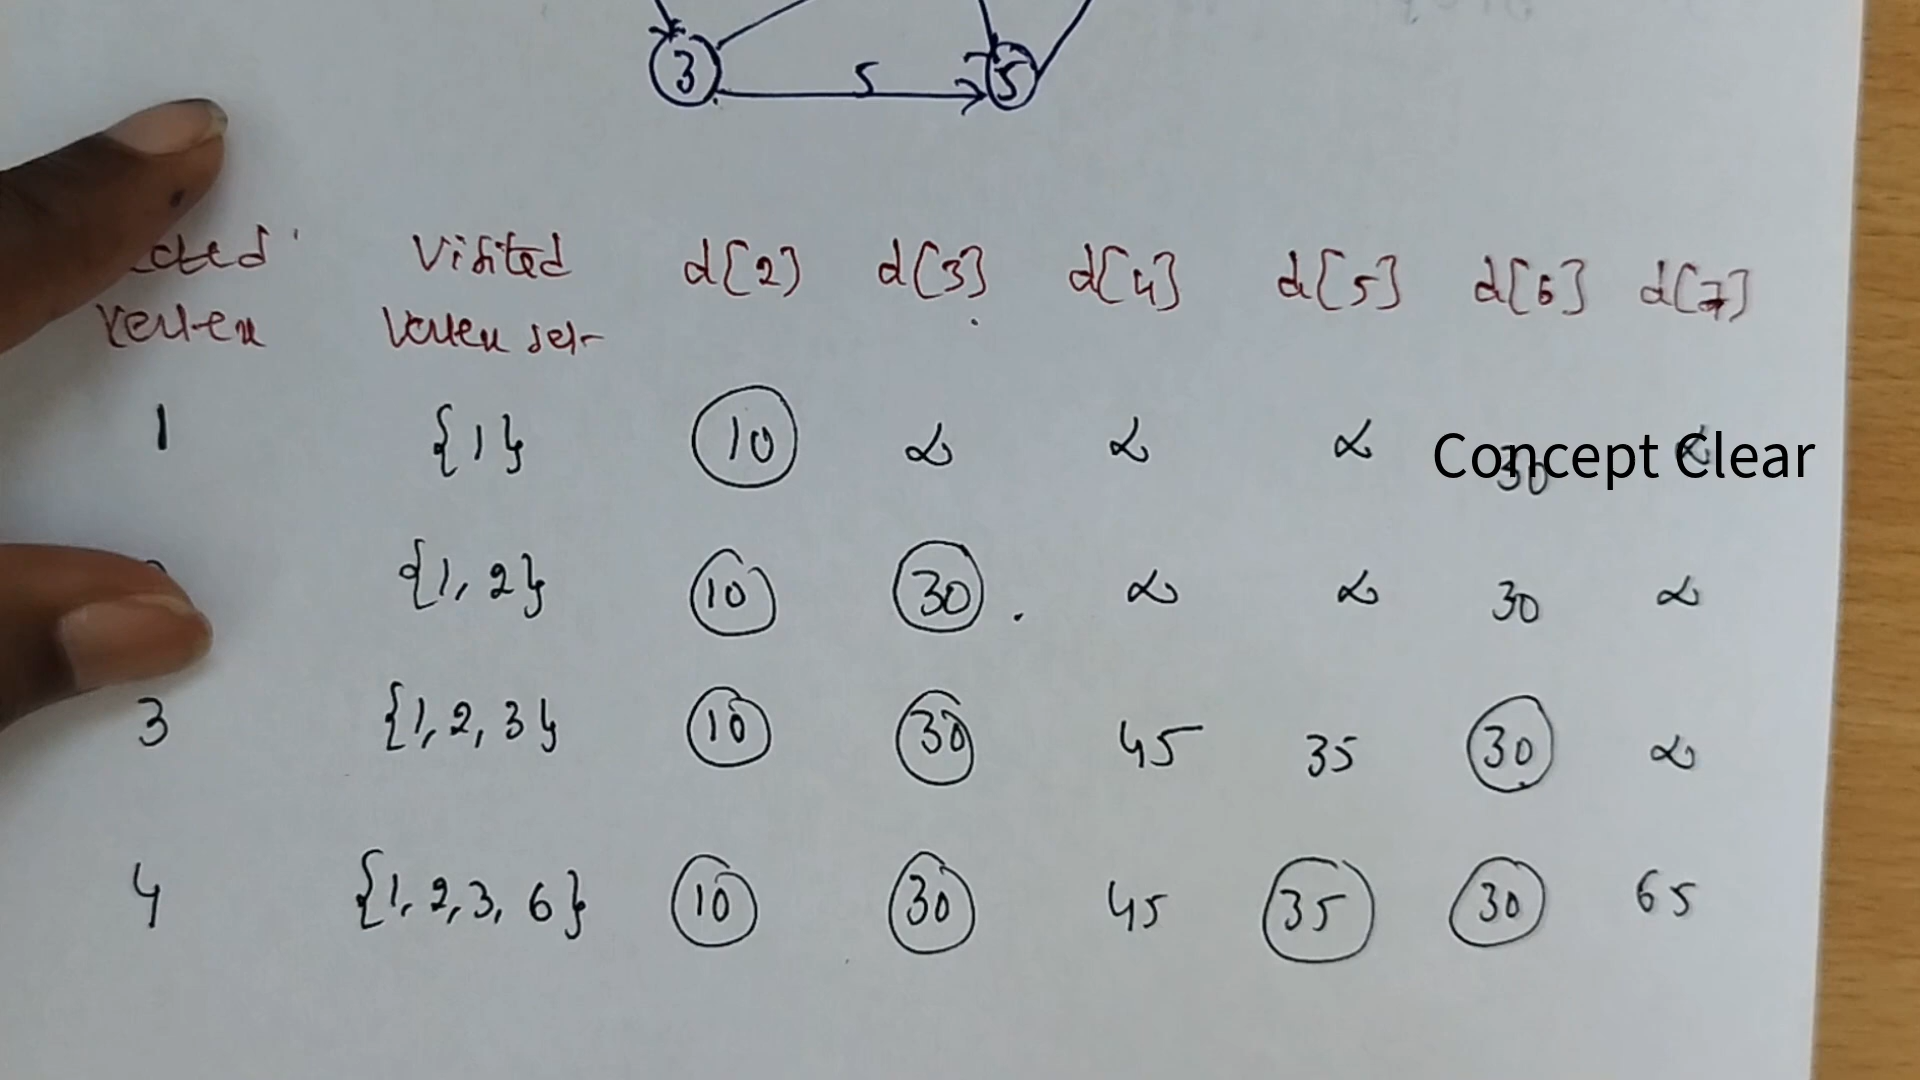 3 5 5
Visited d[2] d[3] d[4] d[5] d[6] d[7]
vertex vertex set
1 {1} 10 ∞ ∞ ∞ 30 ∞
Concept Clear
{1, 2} 10 30 ∞ ∞ 30 ∞
3 {1, 2, 3} 10 30 45 35 30 ∞
4 {1, 2, 3, 6} 10 30 45 35 30 65